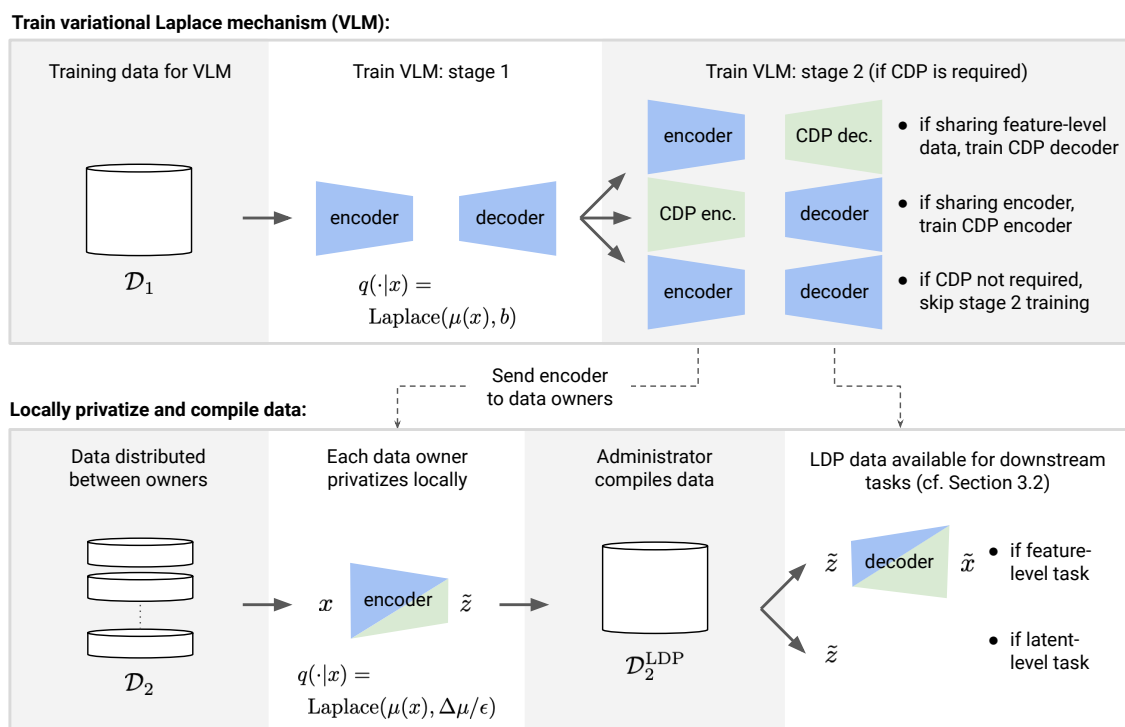 Train variational Laplace mechanism (VLM):
Training data for VLM
𝒟₁
Train VLM: stage 1
encoder
decoder
q(·|x) =
Laplace(μ(x), b)
Train VLM: stage 2 (if CDP is required)
encoder
CDP dec.
• if sharing feature-level
data, train CDP decoder
CDP enc.
decoder
• if sharing encoder,
train CDP encoder
encoder
decoder
• if CDP not required,
skip stage 2 training
Send encoder
to data owners
Locally privatize and compile data:
Data distributed
between owners
𝒟₂
Each data owner
privatizes locally
x
encoder
z̃
q(·|x) =
Laplace(μ(x), Δμ/ϵ)
Administrator
compiles data
𝒟₂ᴸᴰᴾ
LDP data available for downstream
tasks (cf. Section 3.2)
z̃
decoder
x̃
• if feature-
level task
z̃
• if latent-
level task